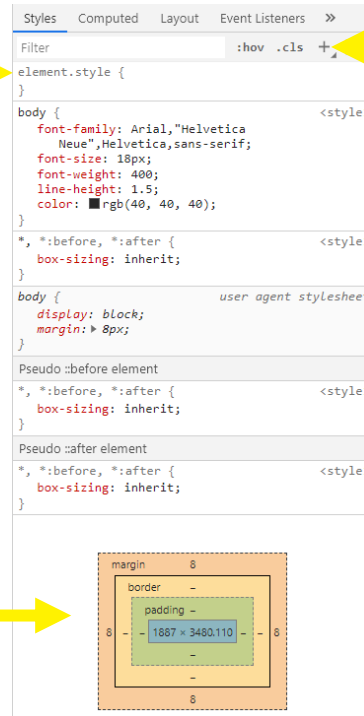 Styles Computed Layout Event Listeners »
Filter :hov .cls +
element.style {
}
body { <style
font-family: Arial,"Helvetica
Neue",Helvetica,sans-serif;
font-size: 18px;
font-weight: 400;
line-height: 1.5;
color: rgb(40, 40, 40);
}
*, *:before, *:after { <style
box-sizing: inherit;
}
body { user agent stylesheet
display: block;
margin: 8px;
}
Pseudo ::before element
*, *:before, *:after { <style
box-sizing: inherit;
}
Pseudo ::after element
*, *:before, *:after { <style
box-sizing: inherit;
}
margin 8
border –
padding –
8 – – 1887 × 3480.110 – – 8
–
–
8